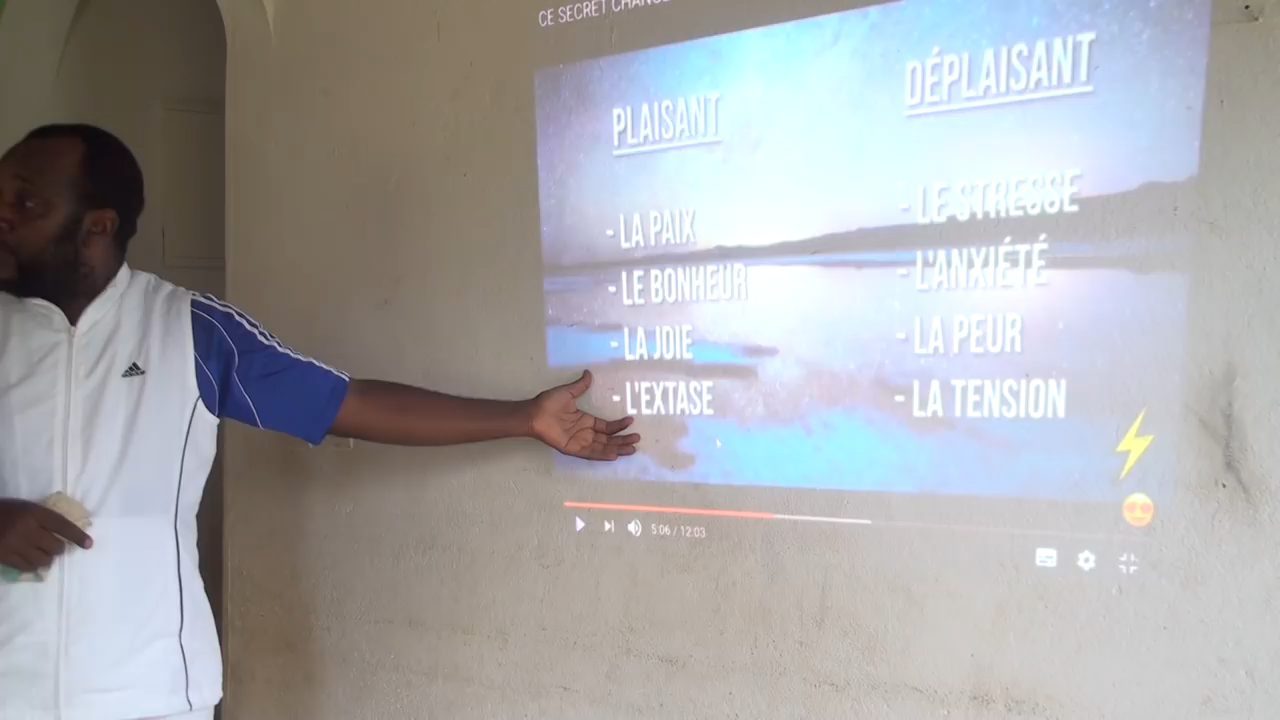 CE SECRET CHANGE
PLAISANT
- LA PAIX
- LE BONHEUR
- LA JOIE
- L'EXTASE
DÉPLAISANT
- LE STRESSE
- L'ANXIÉTÉ
- LA PEUR
- LA TENSION
5:06 / 12:03